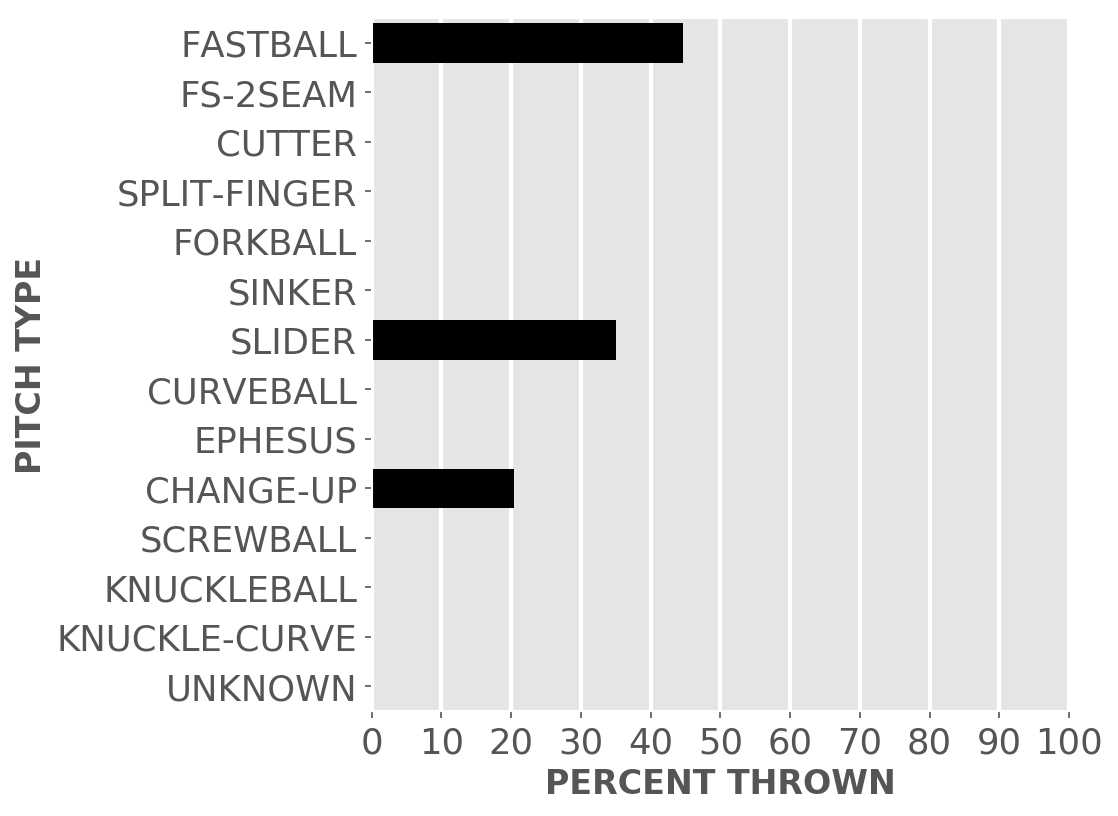 FASTBALL
FS-2SEAM
CUTTER
SPLIT-FINGER
FORKBALL
SINKER
SLIDER
CURVEBALL
EPHESUS
CHANGE-UP
SCREWBALL
KNUCKLEBALL
KNUCKLE-CURVE
UNKNOWN
PITCH TYPE
0 10 20 30 40 50 60 70 80 90 100
PERCENT THROWN